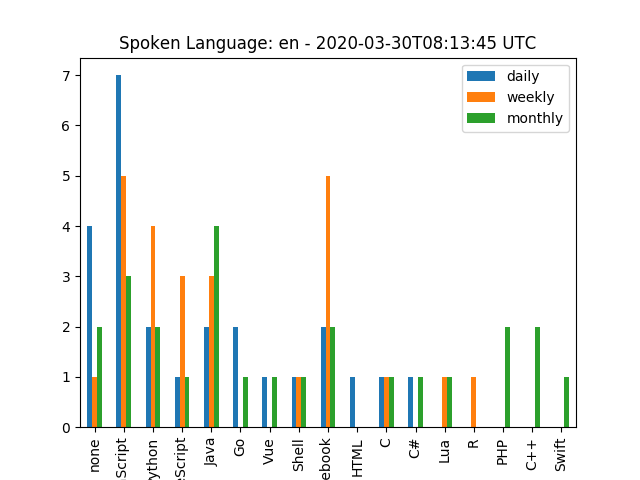 Spoken Language: en - 2020-03-30T08:13:45 UTC
daily
weekly
monthly
7
6
5
4
3
2
1
0
none
Script
ython
eScript
Java
Go
Vue
Shell
ebook
HTML
C
C#
Lua
R
PHP
C++
Swift